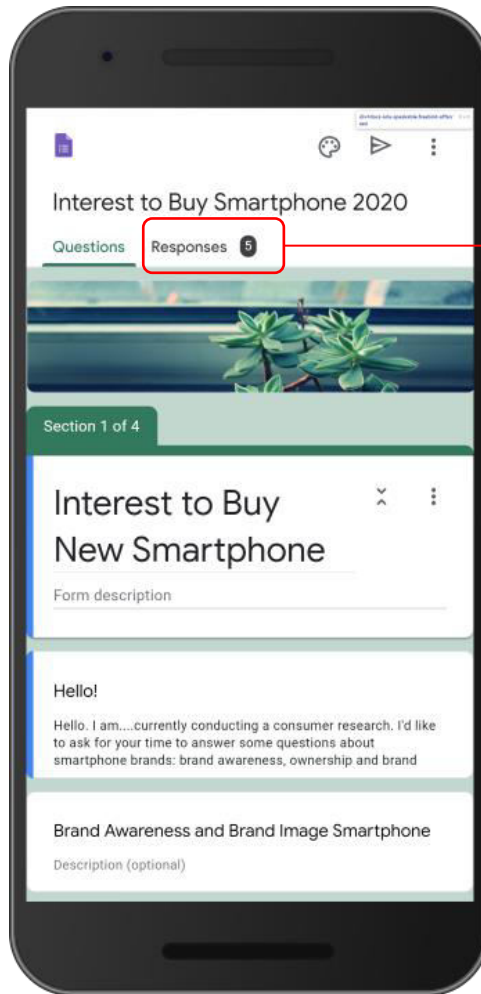 Interest to Buy Smartphone 2020
Questions Responses 5
Section 1 of 4
Interest to Buy
New Smartphone
Form description
Hello!
Hello. I am....currently conducting a consumer research. I'd like
to ask for your time to answer some questions about
smartphone brands: brand awareness, ownership and brand
Brand Awareness and Brand Image Smartphone
Description (optional)